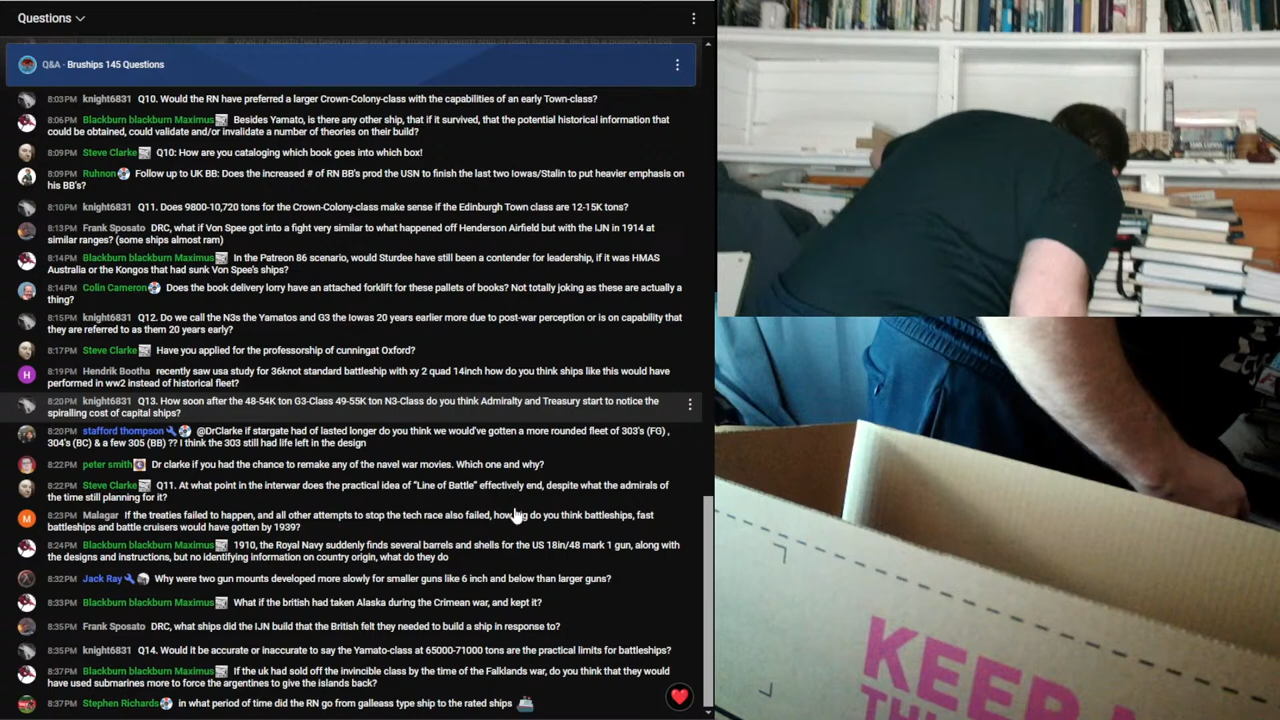 Questions
Q&A · Bruships 145 Questions
8:03PM knight6831 Q10. Would the RN have preferred a larger Crown-Colony-class with the capabilities of an early Town-class?
8:06PM Blackburn blackburn Maximus Besides Yamato, is there any other ship, that if it survived, that the potential historical information that
could be obtained, could validate and/or invalidate a number of theories on their build?
8:09PM Steve Clarke Q10: How are you cataloging which book goes into which box!
8:09PM Ruhnon Follow up to UK BB: Does the increased # of RN BB's prod the USN to finish the last two Iowas/Stalin to put heavier emphasis on
his BB's?
8:10PM knight6831 Q11. Does 9800-10,720 tons for the Crown-Colony-class make sense if the Edinburgh Town class are 12-15K tons?
8:13PM Frank Sposato DRC, what if Von Spee got into a fight very similar to what happened off Henderson Airfield but with the IJN in 1914 at
similar ranges? (some ships almost ram)
8:14PM Blackburn blackburn Maximus In the Patreon 86 scenario, would Sturdee have still been a contender for leadership, if it was HMAS
Australia or the Kongos that had sunk Von Spee's ships?
8:14PM Colin Cameron Does the book delivery lorry have an attached forklift for these pallets of books? Not totally joking as these are actually a
thing?
8:15PM knight6831 Q12. Do we call the N3s the Yamatos and G3 the Iowas 20 years earlier more due to post-war perception or is on capability that
they are referred to as them 20 years early?
8:17PM Steve Clarke Have you applied for the professorship of cunningat Oxford?
8:19PM Hendrik Bootha recently saw usa study for 36knot standard battleship with xy 2 quad 14inch how do you think ships like this would have
performed in ww2 instead of historical fleet?
8:20PM knight6831 Q13. How soon after the 48-54K ton G3-Class 49-55K ton N3-Class do you think Admiralty and Treasury start to notice the
spiralling cost of capital ships?
8:20PM stafford thompson @DrClarke if stargate had of lasted longer do you think we would've gotten a more rounded fleet of 303's (FG) ,
304's (BC) & a few 305 (BB) ?? I think the 303 still had life left in the design
8:22PM peter smith Dr clarke if you had the chance to remake any of the navel war movies. Which one and why?
8:22PM Steve Clarke Q11. At what point in the interwar does the practical idea of "Line of Battle" effectively end, despite what the admirals of
the time still planning for it?
8:23PM Malagar If the treaties failed to happen, and all other attempts to stop the tech race also failed, how do you think battleships, fast
battleships and battle cruisers would have gotten by 1939?
8:24PM Blackburn blackburn Maximus 1910, the Royal Navy suddenly finds several barrels and shells for the US 18in/48 mark 1 gun, along with
the designs and instructions, but no identifying information on country origin, what do they do
8:32PM Jack Ray Why were two gun mounts developed more slowly for smaller guns like 6 inch and below than larger guns?
8:33PM Blackburn blackburn Maximus What if the british had taken Alaska during the Crimean war, and kept it?
8:35PM Frank Sposato DRC, what ships did the IJN build that the British felt they needed to build a ship in response to?
8:35PM knight6831 Q14. Would it be accurate or inaccurate to say the Yamato-class at 65000-71000 tons are the practical limits for battleships?
8:37PM Blackburn blackburn Maximus If the uk had sold off the invincible class by the time of the Falklands war, do you think that they would
have used submarines more to force the argentines to give the islands back?
8:37PM Stephen Richards in what period of time did the RN go from galleass type ship to the rated ships
KEEP